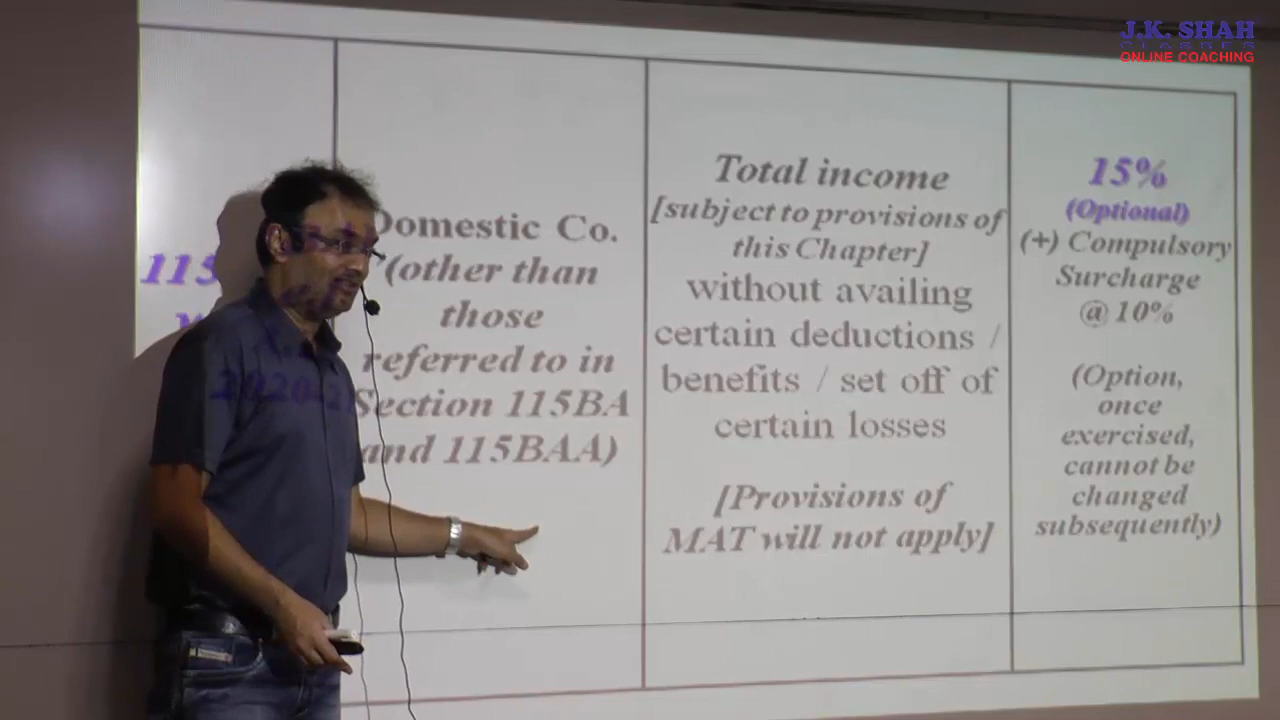 J.K. SHAH
CLASSES
ONLINE COACHING
115
2020-2
Domestic Co.
(other than
those
referred to in
Section 115BA
and 115BAA)
Total income
[subject to provisions of
this Chapter]
without availing
certain deductions /
benefits / set off of
certain losses
[Provisions of
MAT will not apply]
15%
(Optional)
(+) Compulsory
Surcharge
@ 10%
(Option,
once
exercised,
cannot be
changed
subsequently)